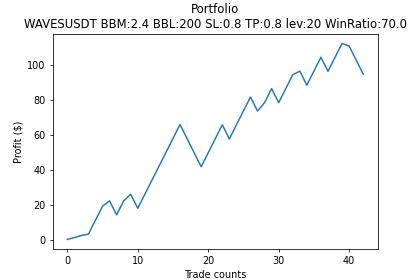 Portfolio
WAVESUSDT BBM:2.4 BBL:200 SL:0.8 TP:0.8 lev:20 WinRatio:70.0
100
80
60
40
20
0
Profit ($)
0 10 20 30 40
Trade counts